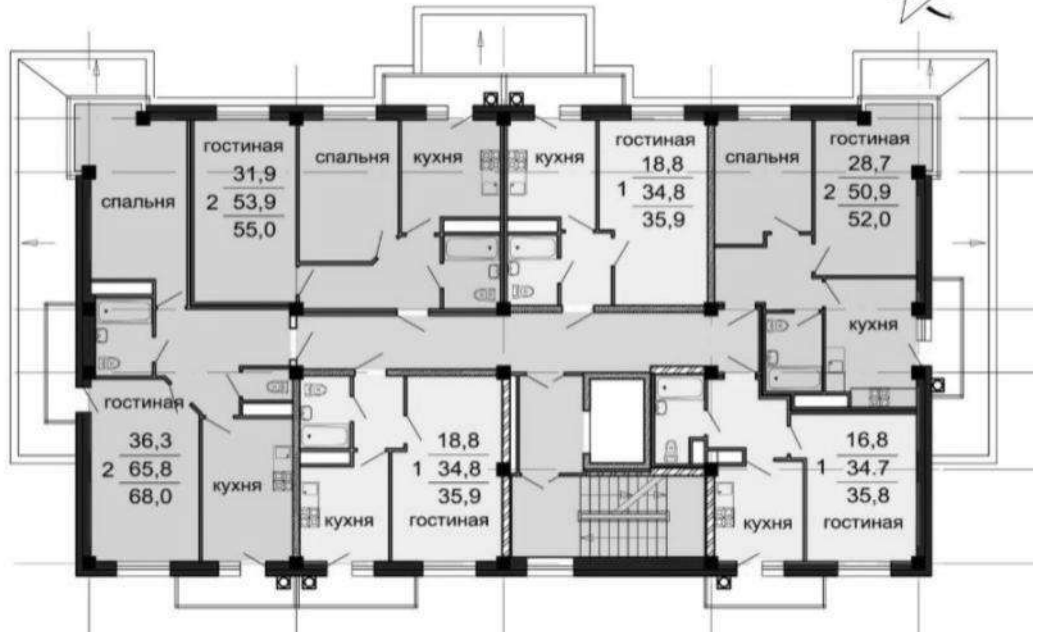 спальня
гостиная
31,9
2 53,9
55,0
спальня
кухня
кухня
гостиная
18,8
1 34,8
35,9
спальня
гостиная
28,7
2 50,9
52,0
кухня
гостиная
36,3
2 65,8
68,0
кухня
кухня
18,8
1 34,8
35,9
гостиная
кухня
16,8
1 34.7
35,8
гостиная